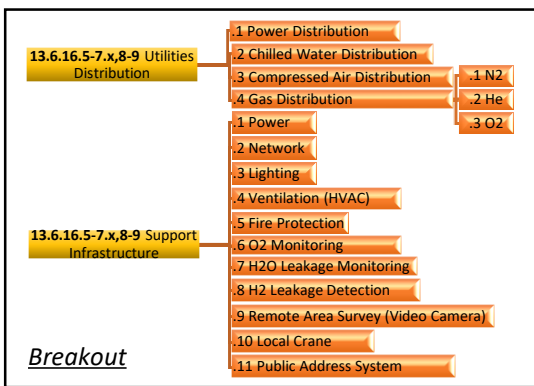 13.6.16.5-7.x,8-9 Utilities
Distribution
.1 Power Distribution
.2 Chilled Water Distribution
.3 Compressed Air Distribution
.4 Gas Distribution
.1 N2
.2 He
.3 O2
13.6.16.5-7.x,8-9 Support
Infrastructure
.1 Power
.2 Network
.3 Lighting
.4 Ventilation (HVAC)
.5 Fire Protection
.6 O2 Monitoring
.7 H2O Leakage Monitoring
.8 H2 Leakage Detection
.9 Remote Area Survey (Video Camera)
.10 Local Crane
.11 Public Address System
Breakout